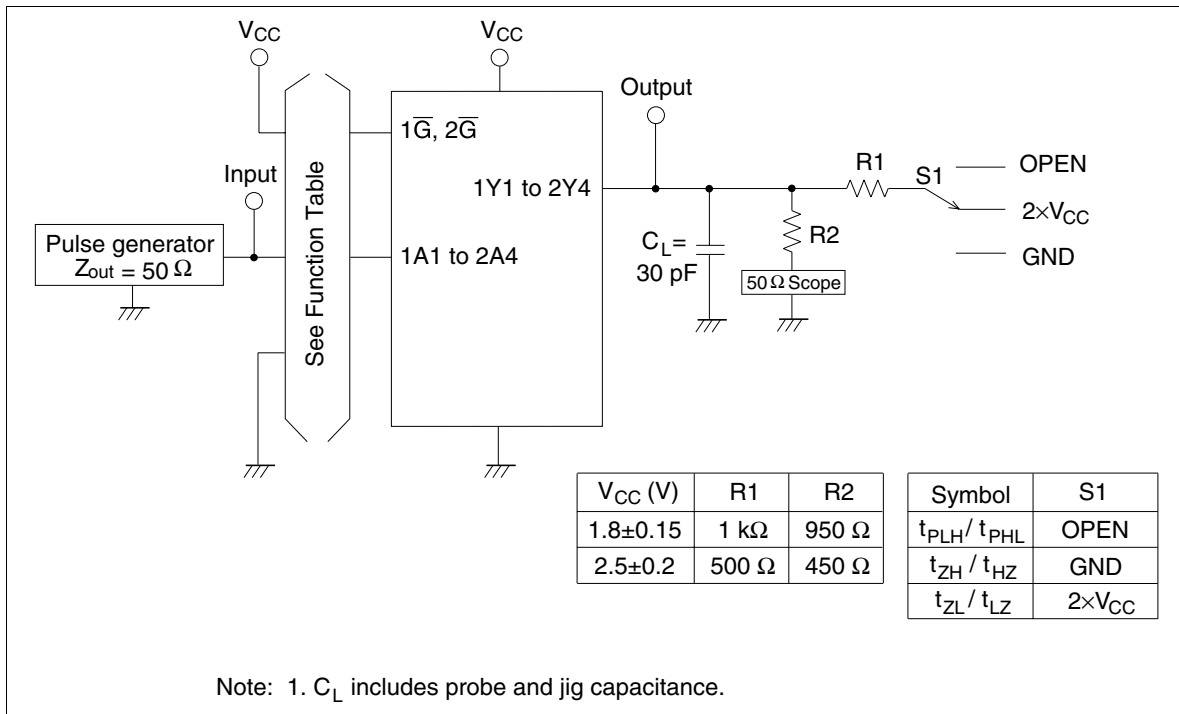 VCC
VCC
Output
1G̅, 2G̅
R1
S1
OPEN
Input
See Function Table
1Y1 to 2Y4
2×VCC
Pulse generator
Zout = 50 Ω
1A1 to 2A4
CL=
30 pF
R2
50 Ω Scope
GND
VCC (V) R1 R2
1.8±0.15 1 kΩ 950 Ω
2.5±0.2 500 Ω 450 Ω
Symbol S1
tPLH / tPHL OPEN
tZH / tHZ GND
tZL / tLZ 2×VCC
Note: 1. CL includes probe and jig capacitance.